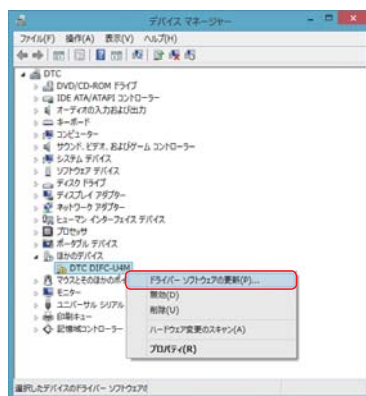 デバイス マネージャー
ファイル(F) 操作(A) 表示(V) ヘルプ(H)
DTC
DVD/CD-ROM ドライブ
IDE ATA/ATAPI コントローラー
オーディオの入力および出力
キーボード
コンピューター
サウンド、ビデオ、およびゲーム コントローラー
システム デバイス
ソフトウェア デバイス
ディスク ドライブ
ディスプレイ アダプター
ネットワーク アダプター
ヒューマン インターフェイス デバイス
プロセッサ
ポータブル デバイス
ほかのデバイス
DTC DIFC-U4M
ドライバー ソフトウェアの更新(P)...
マウスとそのほかのポイ
無効(D)
モニター
削除(U)
ユニバーサル シリアル
印刷キュー
ハードウェア変更のスキャン(A)
記憶域コントローラー
プロパティ(R)
選択したデバイスのドライバー ソフトウェアを